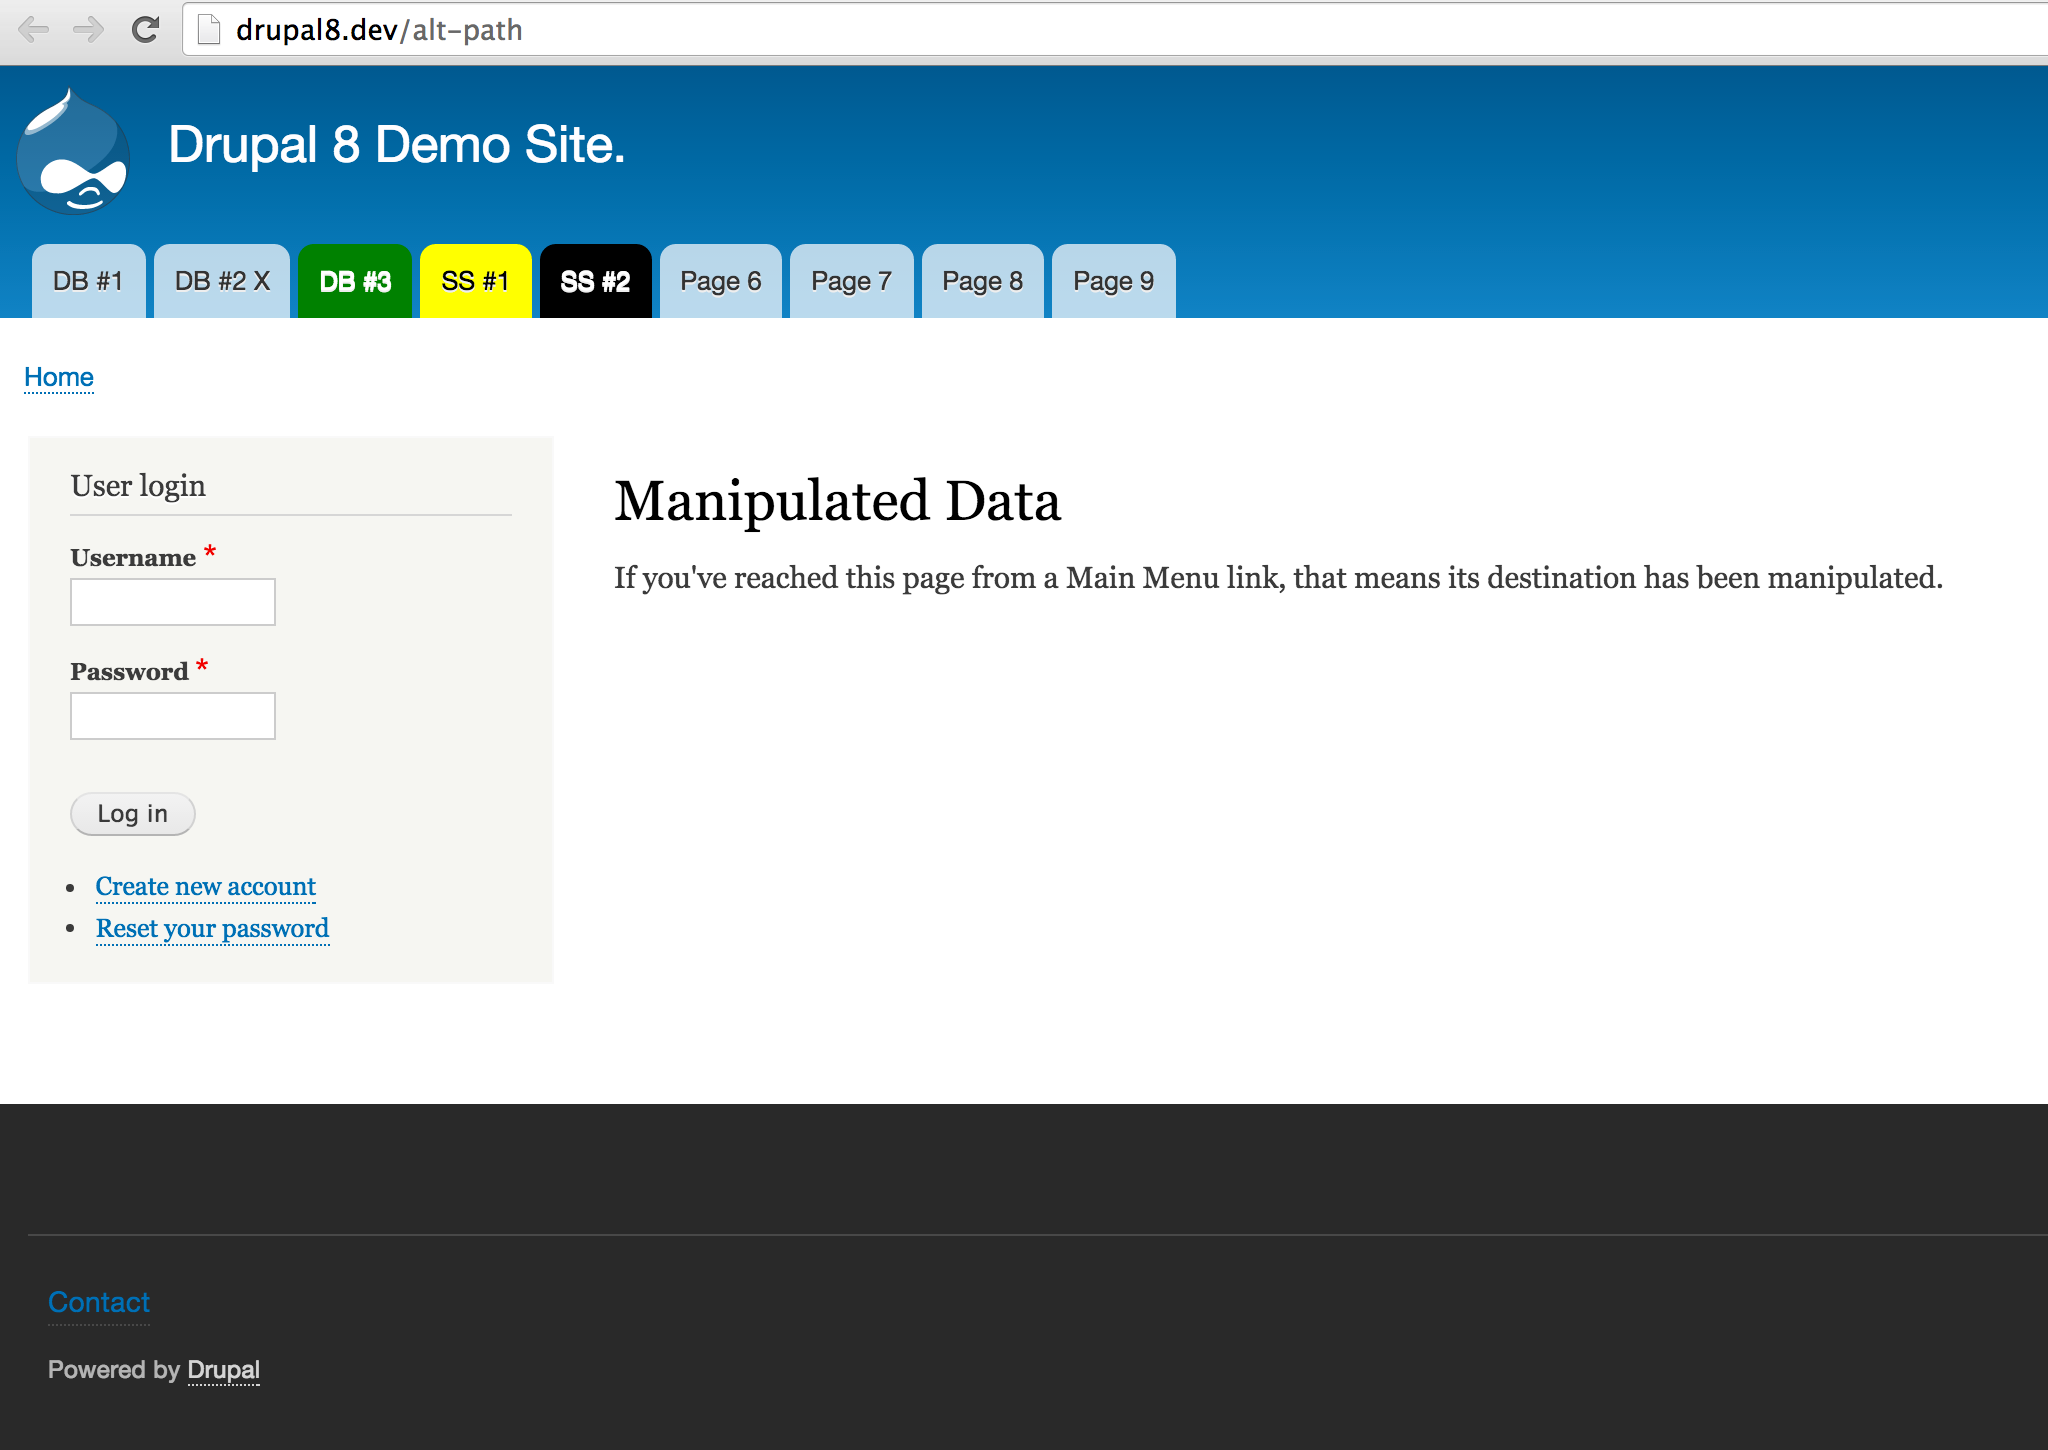 drupal8.dev/alt-path
Drupal 8 Demo Site.
DB #1 DB #2 X DB #3 SS #1 SS #2 Page 6 Page 7 Page 8 Page 9
Home
User login
Username *
Password *
Log in
Create new account
Reset your password
Manipulated Data
If you've reached this page from a Main Menu link, that means its destination has been manipulated.
Contact
Powered by Drupal